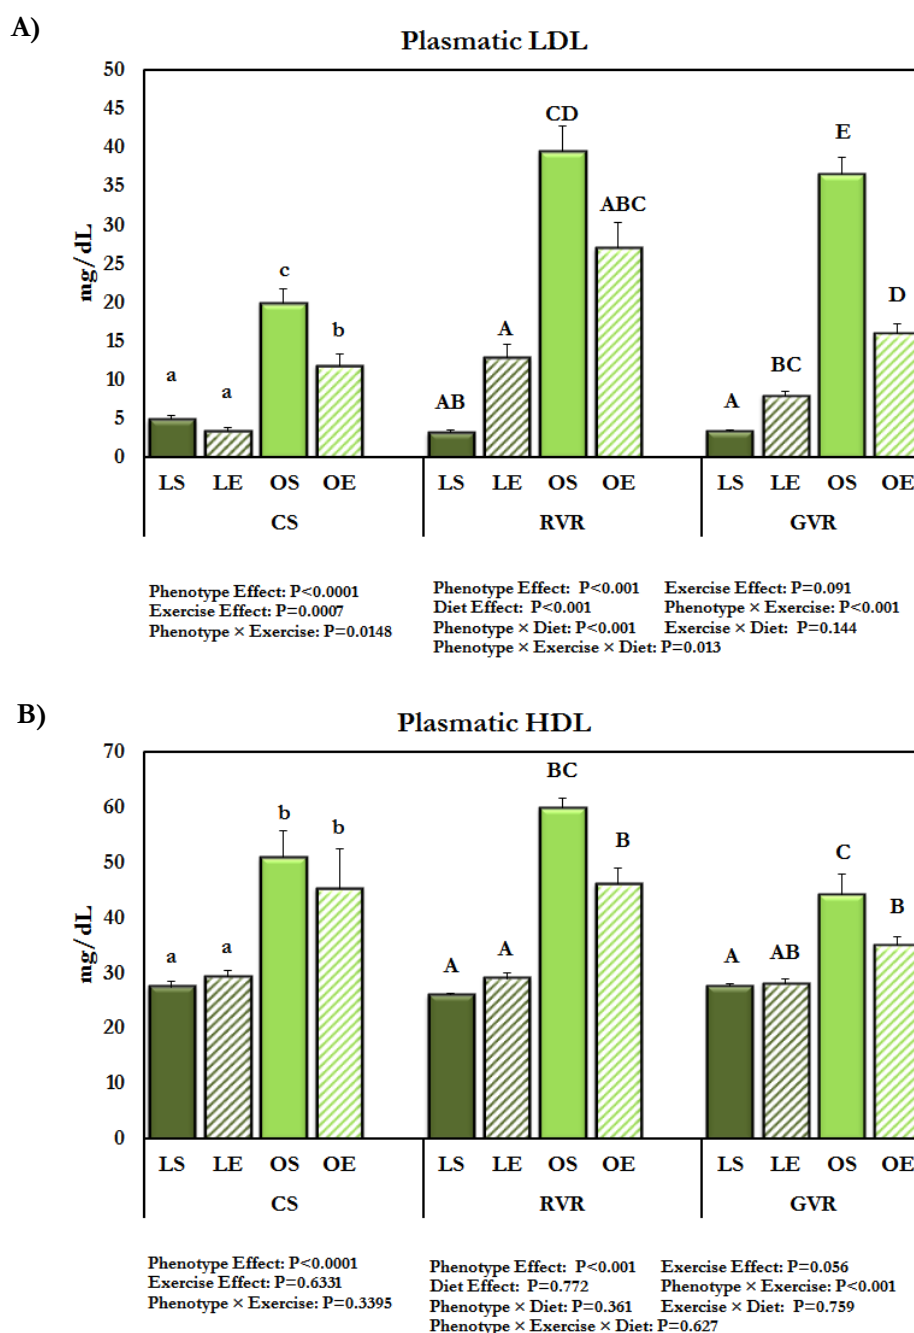 A)
Plasmatic LDL
50
45
40
35
30
25
20
15
10
5
0
mg/dL
a
a
c
b
AB
A
CD
ABC
A
BC
E
D
LS LE OS OE LS LE OS OE LS LE OS OE
CS RVR GVR
Phenotype Effect: P<0.0001
Exercise Effect: P=0.0007
Phenotype × Exercise: P=0.0148
Phenotype Effect: P<0.001 Exercise Effect: P=0.091
Diet Effect: P<0.001 Phenotype × Exercise: P<0.001
Phenotype × Diet: P<0.001 Exercise × Diet: P=0.144
Phenotype × Exercise × Diet: P=0.013
B)
Plasmatic HDL
70
60
50
40
30
20
10
0
mg/dL
a
a
b
b
A
A
BC
B
A
AB
C
B
LS LE OS OE LS LE OS OE LS LE OS OE
CS RVR GVR
Phenotype Effect: P<0.0001
Exercise Effect: P=0.6331
Phenotype × Exercise: P=0.3395
Phenotype Effect: P<0.001 Exercise Effect: P=0.056
Diet Effect: P=0.772 Phenotype × Exercise: P<0.001
Phenotype × Diet: P=0.361 Exercise × Diet: P=0.759
Phenotype × Exercise × Diet: P=0.627